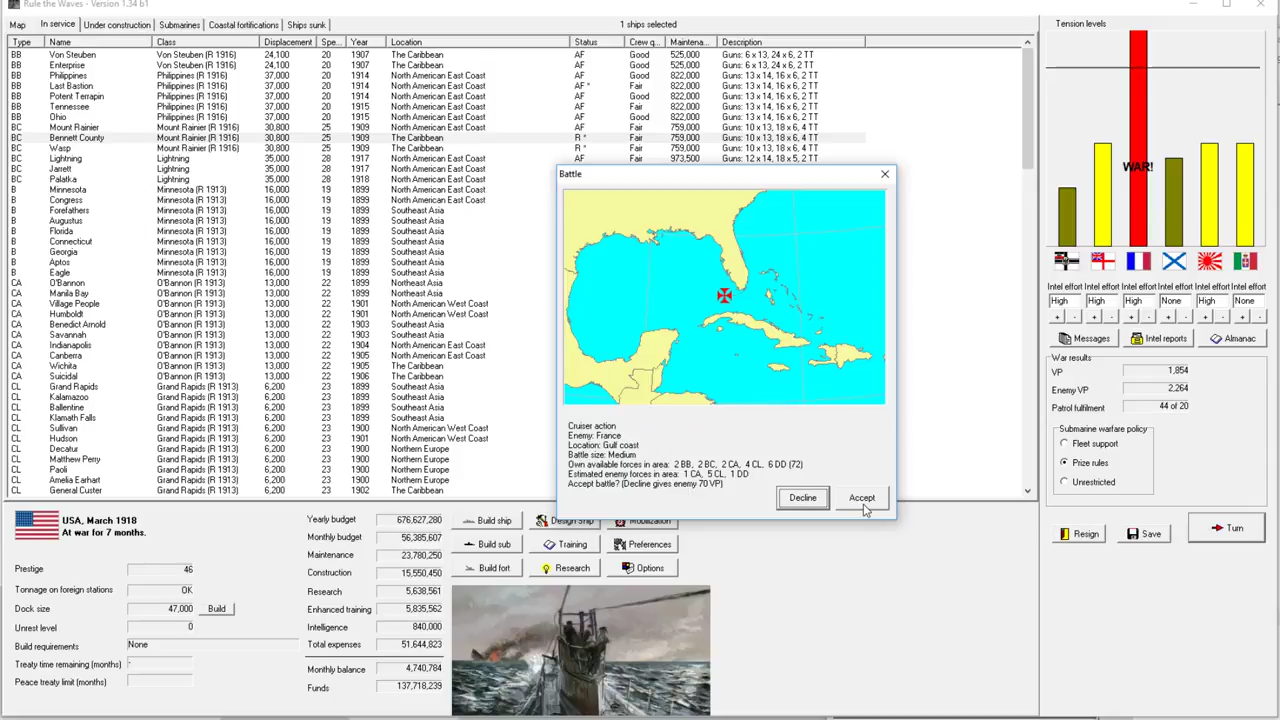 Rule the Waves - Version 1.34 b1
Map In service Under construction Submarines Coastal fortifications Ships sunk 1 ships selected
Type Name Class Displacement Spe... Year Location Status Crew q... Maintena... Description
BB Von Steuben Von Steuben (R 1916) 24,100 20 1907 The Caribbean AF Good 525,000 Guns: 6 x 13, 24 x 6, 2 TT
BB Enterprise Von Steuben (R 1916) 24,100 20 1907 The Caribbean AF Good 525,000 Guns: 6 x 13, 24 x 6, 2 TT
BB Philippines Philippines (R 1916) 37,000 20 1914 North American East Coast AF Good 822,000 Guns: 13 x 14, 16 x 6, 2 TT
BB Last Bastion Philippines (R 1916) 37,000 20 1914 North American East Coast AF * Fair 822,000 Guns: 13 x 14, 16 x 6, 2 TT
BB Potent Terrapin Philippines (R 1916) 37,000 20 1914 North American East Coast AF Good 822,000 Guns: 13 x 14, 16 x 6, 2 TT
BB Tennessee Philippines (R 1916) 37,000 20 1915 North American East Coast AF Fair 822,000 Guns: 13 x 14, 16 x 6, 2 TT
BB Ohio Philippines (R 1916) 37,000 20 1915 North American East Coast AF Fair 822,000 Guns: 13 x 14, 16 x 6, 2 TT
BC Mount Rainier Mount Rainier (R 1916) 30,800 25 1909 North American East Coast AF Fair 759,000 Guns: 10 x 13, 18 x 6, 4 TT
BC Bennett County Mount Rainier (R 1916) 30,800 25 1909 The Caribbean R * Fair 759,000 Guns: 10 x 13, 18 x 6, 4 TT
BC Wasp Mount Rainier (R 1916) 30,800 25 1909 The Caribbean R * Fair 759,000 Guns: 10 x 13, 18 x 6, 4 TT
BC Lightning Lightning 35,000 28 1917 North American East Coast AF Fair 973,500 Guns: 12 x 14, 18 x 5, 2 TT
BC Jarrett Lightning 35,000 28 1917 North American East Coast
BC Palatka Lightning 35,000 28 1918 North American East Coast
B Minnesota Minnesota (R 1913) 16,000 19 1899 North American East Coast
B Congress Minnesota (R 1913) 16,000 19 1899 North American East Coast
B Forefathers Minnesota (R 1913) 16,000 19 1899 Southeast Asia
B Augustus Minnesota (R 1913) 16,000 19 1899 Southeast Asia
B Florida Minnesota (R 1913) 16,000 19 1899 Southeast Asia
B Connecticut Minnesota (R 1913) 16,000 19 1899 Southeast Asia
B Georgia Minnesota (R 1913) 16,000 19 1899 Southeast Asia
B Aptos Minnesota (R 1913) 16,000 19 1899 Southeast Asia
B Eagle Minnesota (R 1913) 16,000 19 1899 Southeast Asia
CA O'Bannon O'Bannon (R 1913) 13,000 22 1899 Northeast Asia
CA Manila Bay O'Bannon (R 1913) 13,000 22 1899 Northeast Asia
CA Village People O'Bannon (R 1913) 13,000 22 1901 North American West Coast
CA Humboldt O'Bannon (R 1913) 13,000 22 1901 North American West Coast
CA Benedict Arnold O'Bannon (R 1913) 13,000 22 1903 Southeast Asia
CA Savannah O'Bannon (R 1913) 13,000 22 1903 Southeast Asia
CA Indianapolis O'Bannon (R 1913) 13,000 22 1904 North American West Coast
CA Canberra O'Bannon (R 1913) 13,000 22 1905 North American East Coast
CA Wichita O'Bannon (R 1913) 13,000 22 1905 The Caribbean
CA Suicidal O'Bannon (R 1913) 13,000 22 1906 The Caribbean
CL Grand Rapids Grand Rapids (R 1913) 6,200 23 1899 Southeast Asia
CL Kalamazoo Grand Rapids (R 1913) 6,200 23 1899 Southeast Asia
CL Ballentine Grand Rapids (R 1913) 6,200 23 1899 Southeast Asia
CL Klamath Falls Grand Rapids (R 1913) 6,200 23 1899 Southeast Asia
CL Sullivan Grand Rapids (R 1913) 6,200 23 1900 North American West Coast
CL Hudson Grand Rapids (R 1913) 6,200 23 1901 North American West Coast
CL Decatur Grand Rapids (R 1913) 6,200 23 1900 Northern Europe
CL Matthew Perry Grand Rapids (R 1913) 6,200 23 1900 Northern Europe
CL Paoli Grand Rapids (R 1913) 6,200 23 1900 Northern Europe
CL Amelia Earhart Grand Rapids (R 1913) 6,200 23 1900 Northern Europe
CL General Custer Grand Rapids (R 1913) 6,200 23 1902 The Caribbean
Battle
Cruiser action
Enemy: France
Location: Gulf coast
Battle size: Medium
Own available forces in area: 2 BB, 2 BC, 2 CA, 4 CL, 6 DD (72)
Estimated enemy forces in area: 1 CA, 5 CL, 1 DD
Accept battle? (Decline gives enemy 70 VP)
Decline Accept
Tension levels
WAR!
Intel effort Intel effort Intel effort Intel effort Intel effort Intel effort
High High High None High None
+ - + - + - + - + - + -
Messages Intel reports Almanac
War results
VP 1,854
Enemy VP 2,264
Patrol fulfilment 44 of 20
Submarine warfare policy
Fleet support
Prize rules
Unrestricted
Resign Save Turn
USA, March 1918
At war for 7 months.
Prestige 46
Tonnage on foreign stations OK
Dock size 47,000 Build
Unrest level 0
Build requirements None
Treaty time remaining (months) -
Peace treaty limit (months)
Yearly budget 676,627,280
Monthly budget 56,385,607
Maintenance 23,780,250
Construction 15,550,450
Research 5,638,561
Enhanced training 5,835,562
Intelligence 840,000
Total expenses 51,644,823
Monthly balance 4,740,784
Funds 137,718,239
Build ship Design Ship Mobilization
Build sub Training Preferences
Build fort Research Options